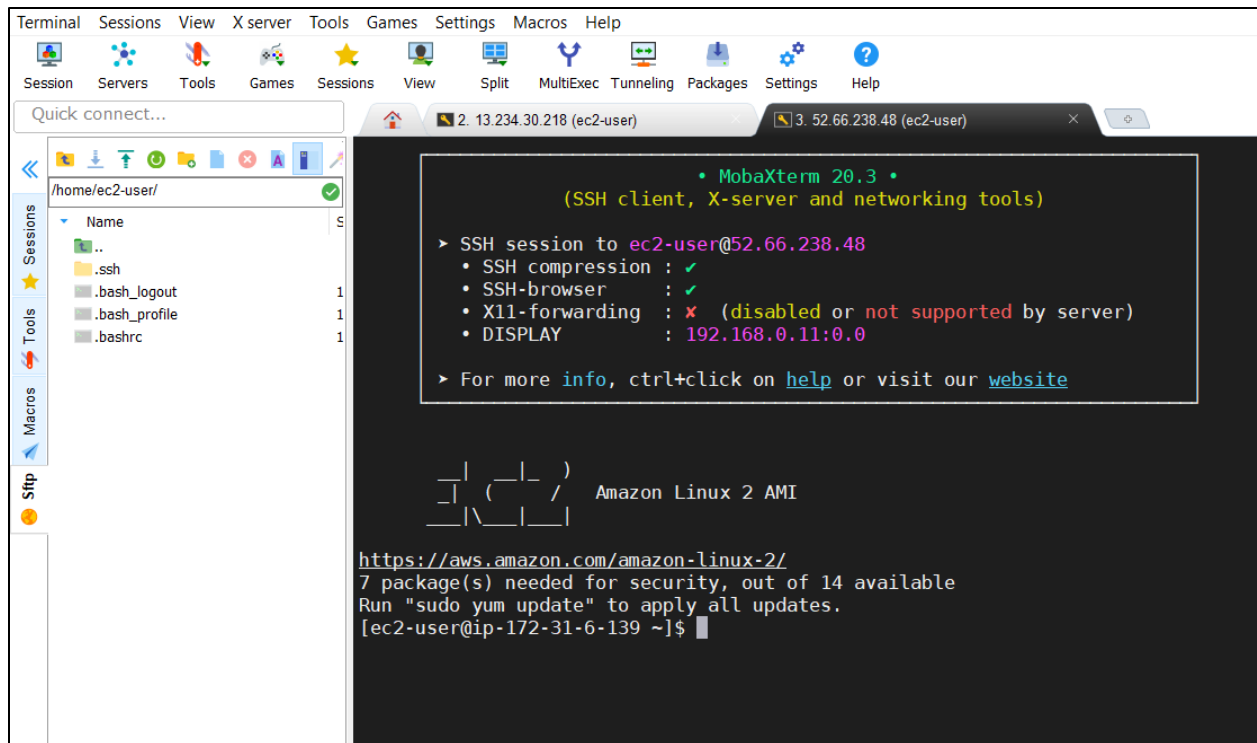 Terminal Sessions View X server Tools Games Settings Macros Help
Session Servers Tools Games Sessions View Split MultiExec Tunneling Packages Settings Help
Quick connect...
2. 13.234.30.218 (ec2-user)
3. 52.66.238.48 (ec2-user)
/home/ec2-user/
Name S
..
.ssh
.bash_logout 1
.bash_profile 1
.bashrc 1
Sessions
Tools
Macros
Sftp
• MobaXterm 20.3 •
(SSH client, X-server and networking tools)
➤ SSH session to ec2-user@52.66.238.48
• SSH compression : ✔
• SSH-browser : ✔
• X11-forwarding : ✘ (disabled or not supported by server)
• DISPLAY : 192.168.0.11:0.0
➤ For more info, ctrl+click on help or visit our website
__| __|_ )
_| ( / Amazon Linux 2 AMI
___|\___|___|
https://aws.amazon.com/amazon-linux-2/
7 package(s) needed for security, out of 14 available
Run "sudo yum update" to apply all updates.
[ec2-user@ip-172-31-6-139 ~]$